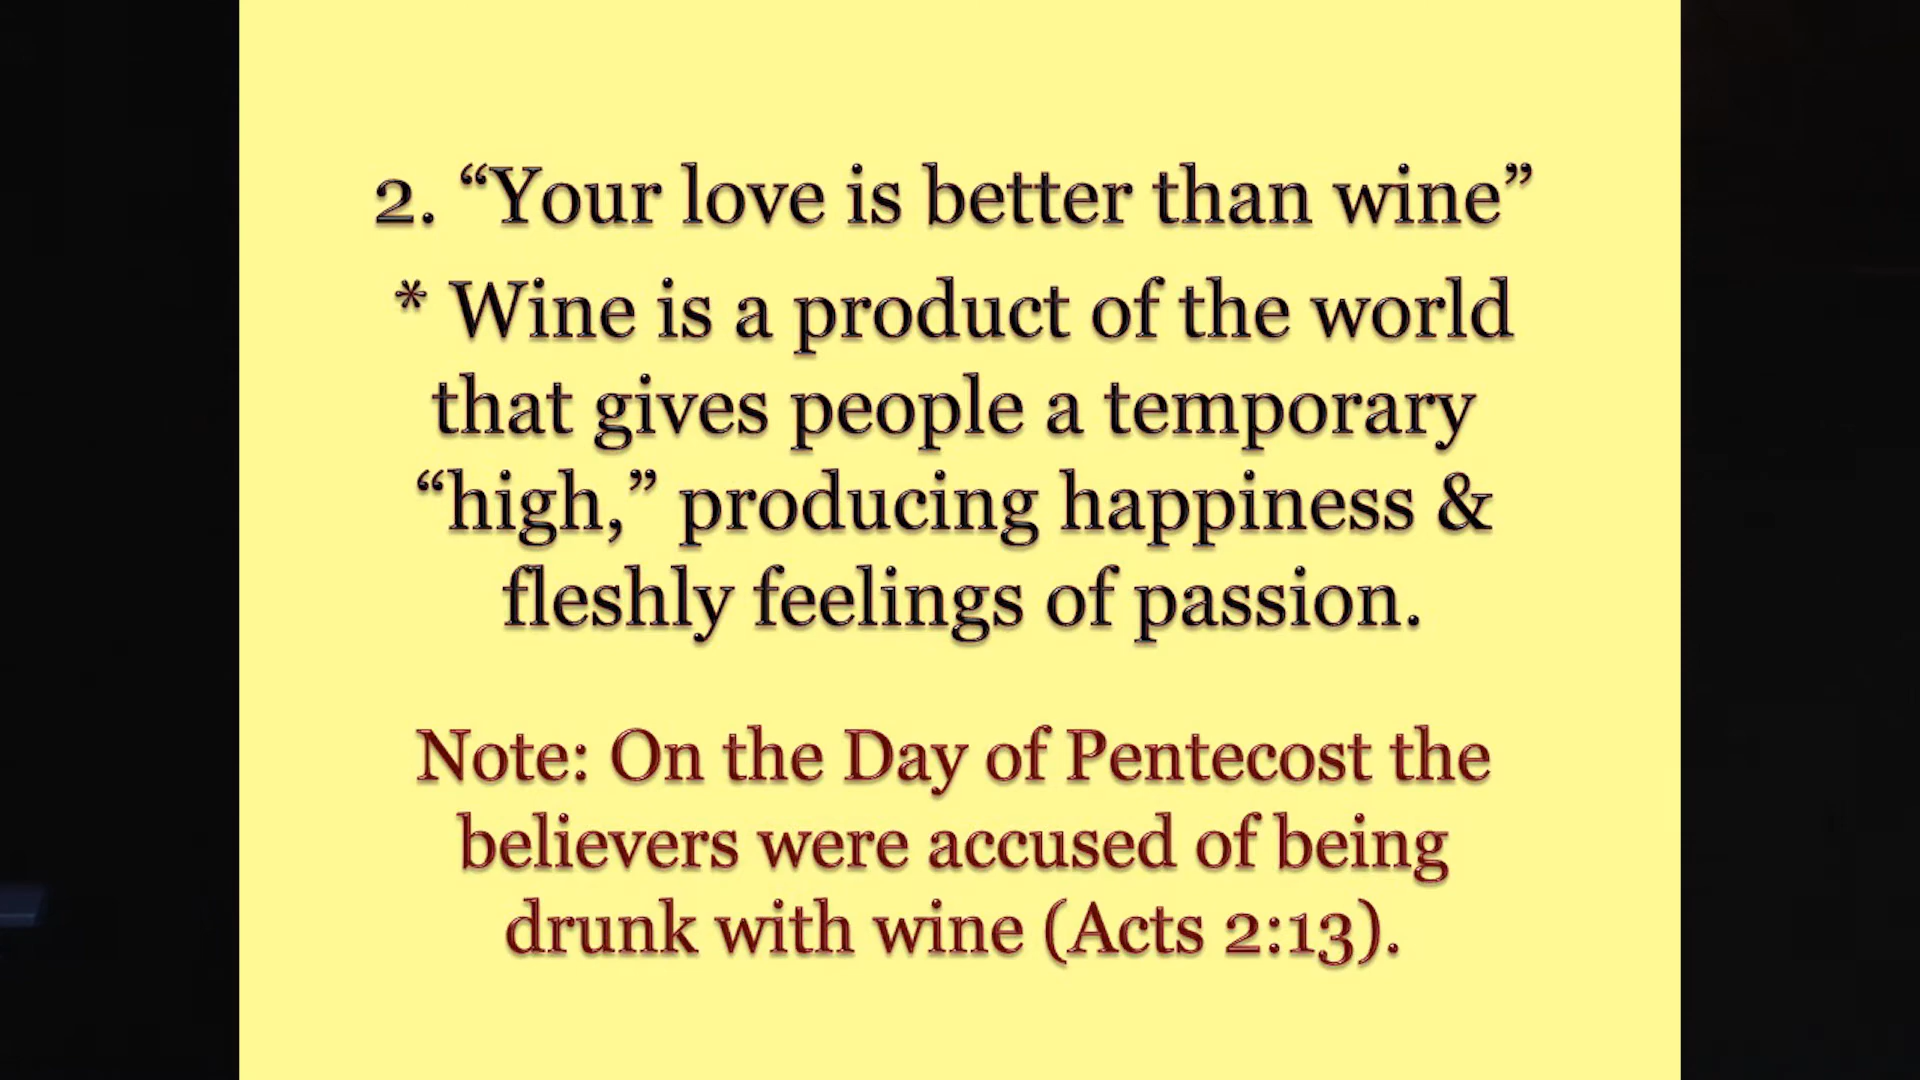 2. “Your love is better than wine”
* Wine is a product of the world
that gives people a temporary
“high,” producing happiness &
fleshly feelings of passion.
Note: On the Day of Pentecost the
believers were accused of being
drunk with wine (Acts 2:13).